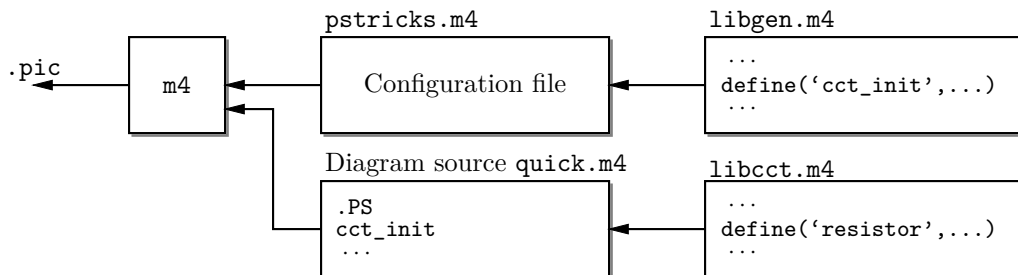 pstricks.m4
libgen.m4
.pic
m4
Configuration file
...
define(‘cct_init’,...)
...
Diagram source quick.m4
libcct.m4
.PS
cct_init
...
...
define(‘resistor’,...)
...